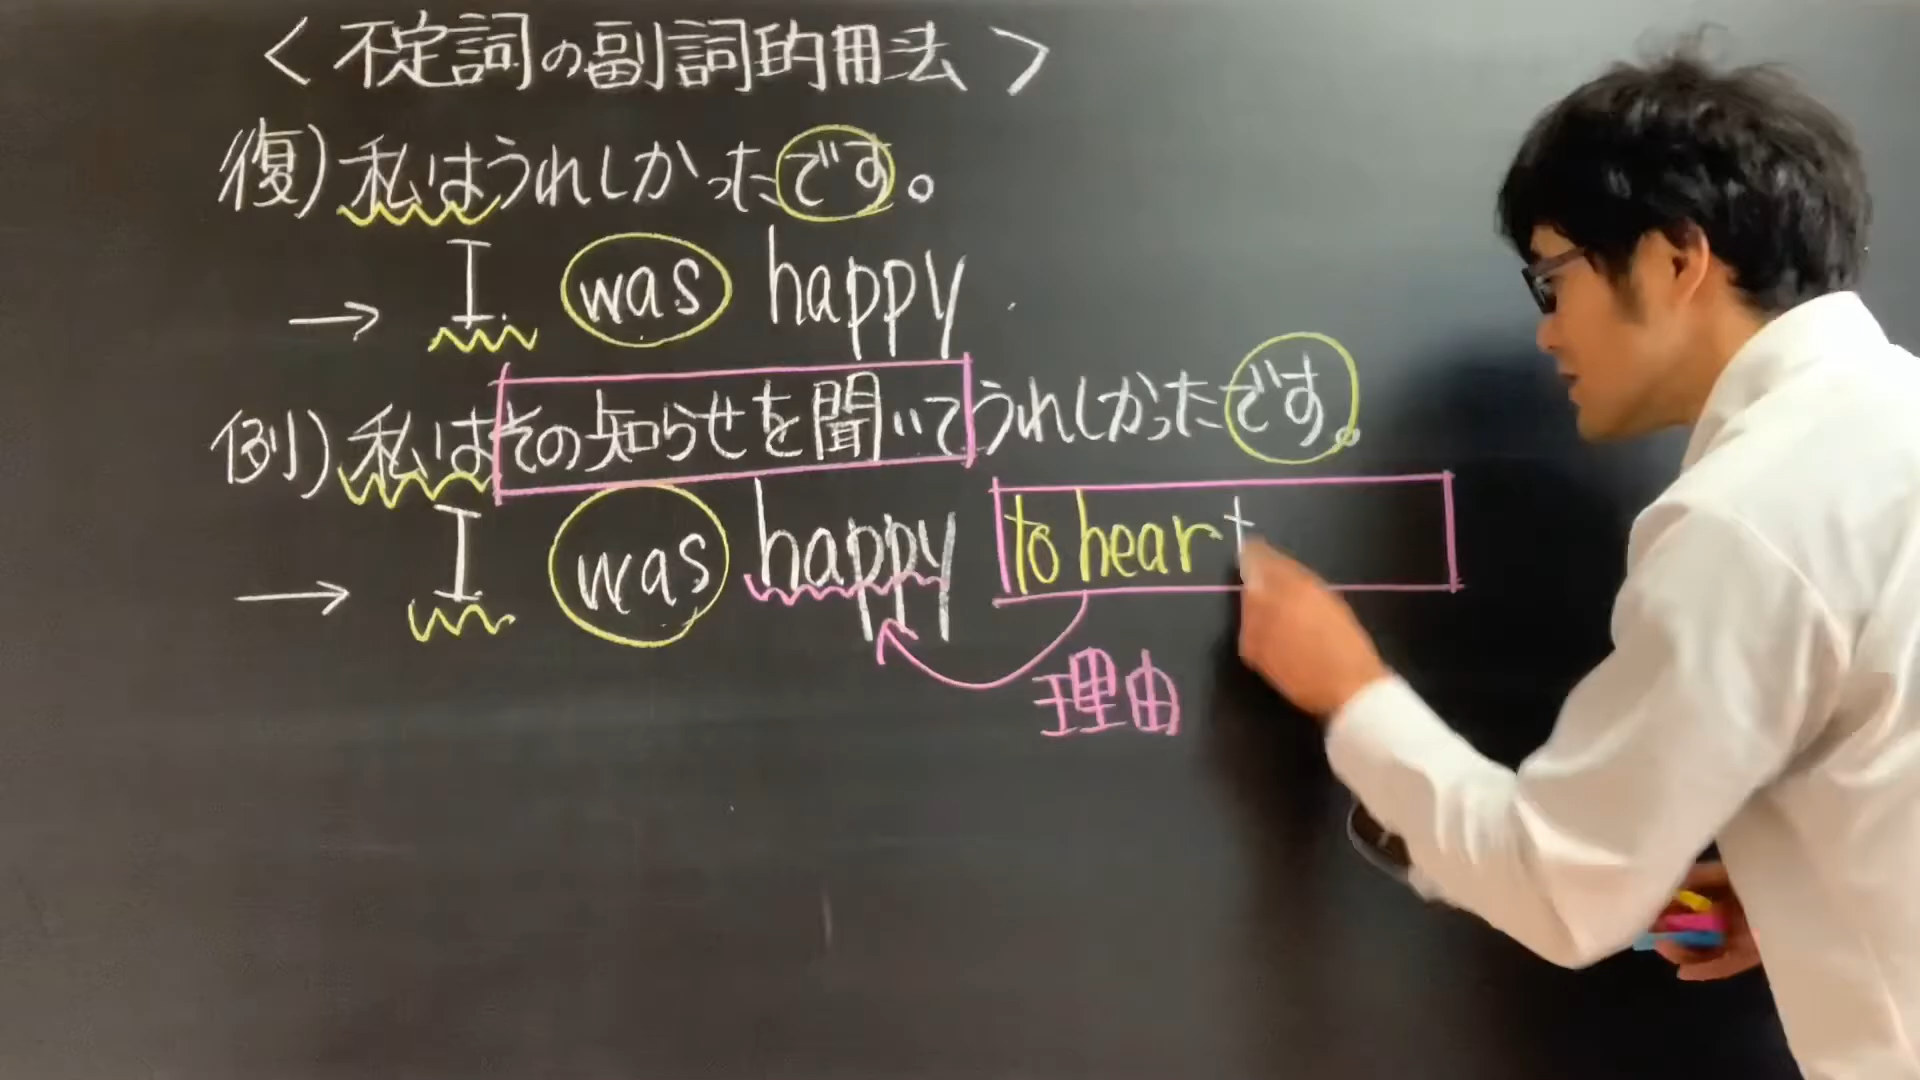 ＜不定詞の副詞的用法＞
復）私はうれしかったです。
→ I was happy.
例）私はその知らせを聞いてうれしかったです。
→ I was happy to hear t
理由